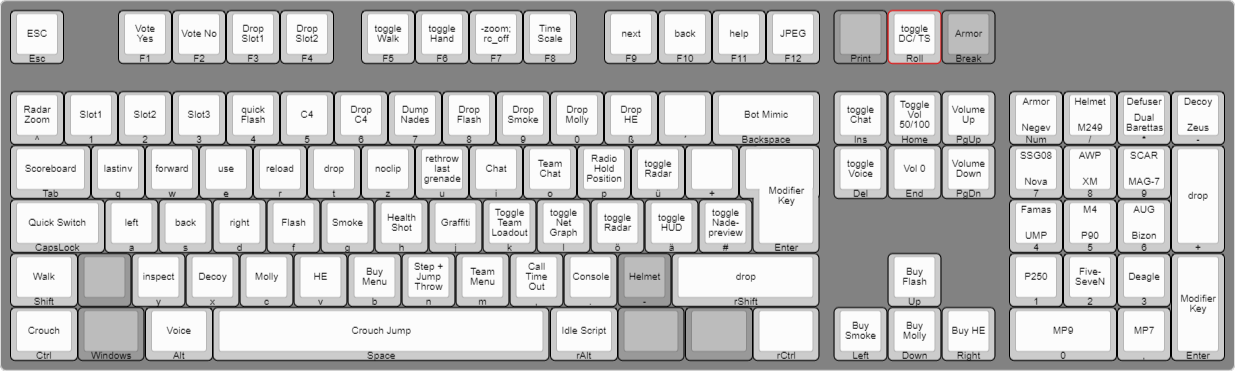 ESC
Esc
Vote
Yes
F1
Vote No
F2
Drop
Slot1
F3
Drop
Slot2
F4
toggle
Walk
F5
toggle
Hand
F6
-zoom;
rc_off
F7
Time
Scale
F8
next
F9
back
F10
help
F11
JPEG
F12
Print
toggle
DC/ TS
Roll
Armor
Break
Radar
Zoom
^
Slot1
1
Slot2
2
Slot3
3
quick
Flash
4
C4
5
Drop
C4
6
Dump
Nades
7
Drop
Flash
8
Drop
Smoke
9
Drop
Molly
0
Drop
HE
ß
´
Bot Mimic
Backspace
toggle
Chat
Ins
Toggle
Vol
50/100
Home
Volume
Up
PgUp
Armor
Negev
Num
Helmet
M249
/
Defuser
Dual
Barettas
*
Decoy
Zeus
-
Scoreboard
Tab
lastinv
q
forward
w
use
e
reload
r
drop
t
noclip
z
rethrow
last
grenade
u
Chat
i
Team
Chat
o
Radio
Hold
Position
p
toggle
Radar
ü
+
Modifier
Key
Enter
toggle
Voice
Del
Vol 0
End
Volume
Down
PgDn
SSG08
Nova
7
AWP
XM
8
SCAR
MAG-7
9
drop
+
Quick Switch
CapsLock
left
a
back
s
right
d
Flash
f
Smoke
g
Health
Shot
h
Graffiti
j
Toggle
Team
Loadout
k
toggle
Net
Graph
l
toggle
Radar
ö
toggle
HUD
ä
toggle
Nade-
preview
#
Famas
UMP
4
M4
P90
5
AUG
Bizon
6
Walk
Shift
inspect
y
Decoy
x
Molly
c
HE
v
Buy
Menu
b
Step +
Jump
Throw
n
Team
Menu
m
Call
Time
Out
,
Console
.
Helmet
-
drop
rShift
Buy
Flash
Up
P250
1
Five-
SeveN
2
Deagle
3
Modifier
Key
Enter
Crouch
Ctrl
Windows
Voice
Alt
Crouch Jump
Space
Idle Script
rAlt
rCtrl
Buy
Smoke
Left
Buy
Molly
Down
Buy HE
Right
MP9
0
MP7
,